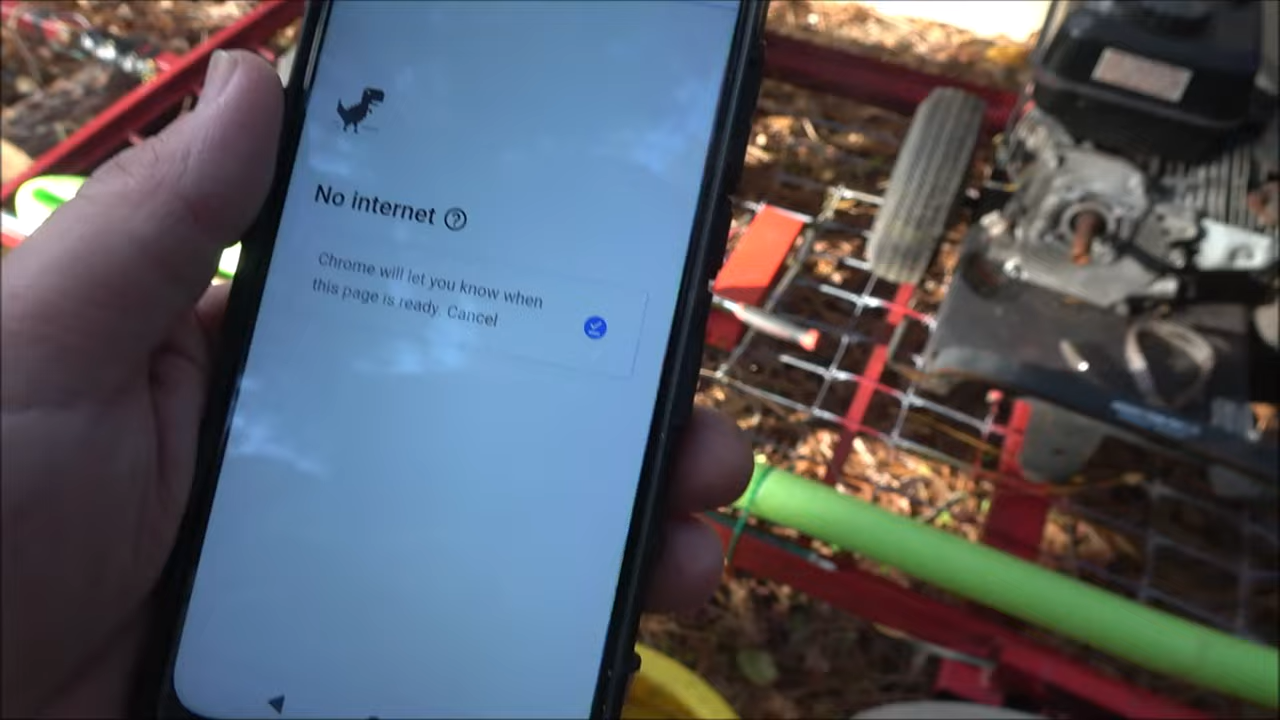 No internet
Chrome will let you know when
this page is ready. Cancel